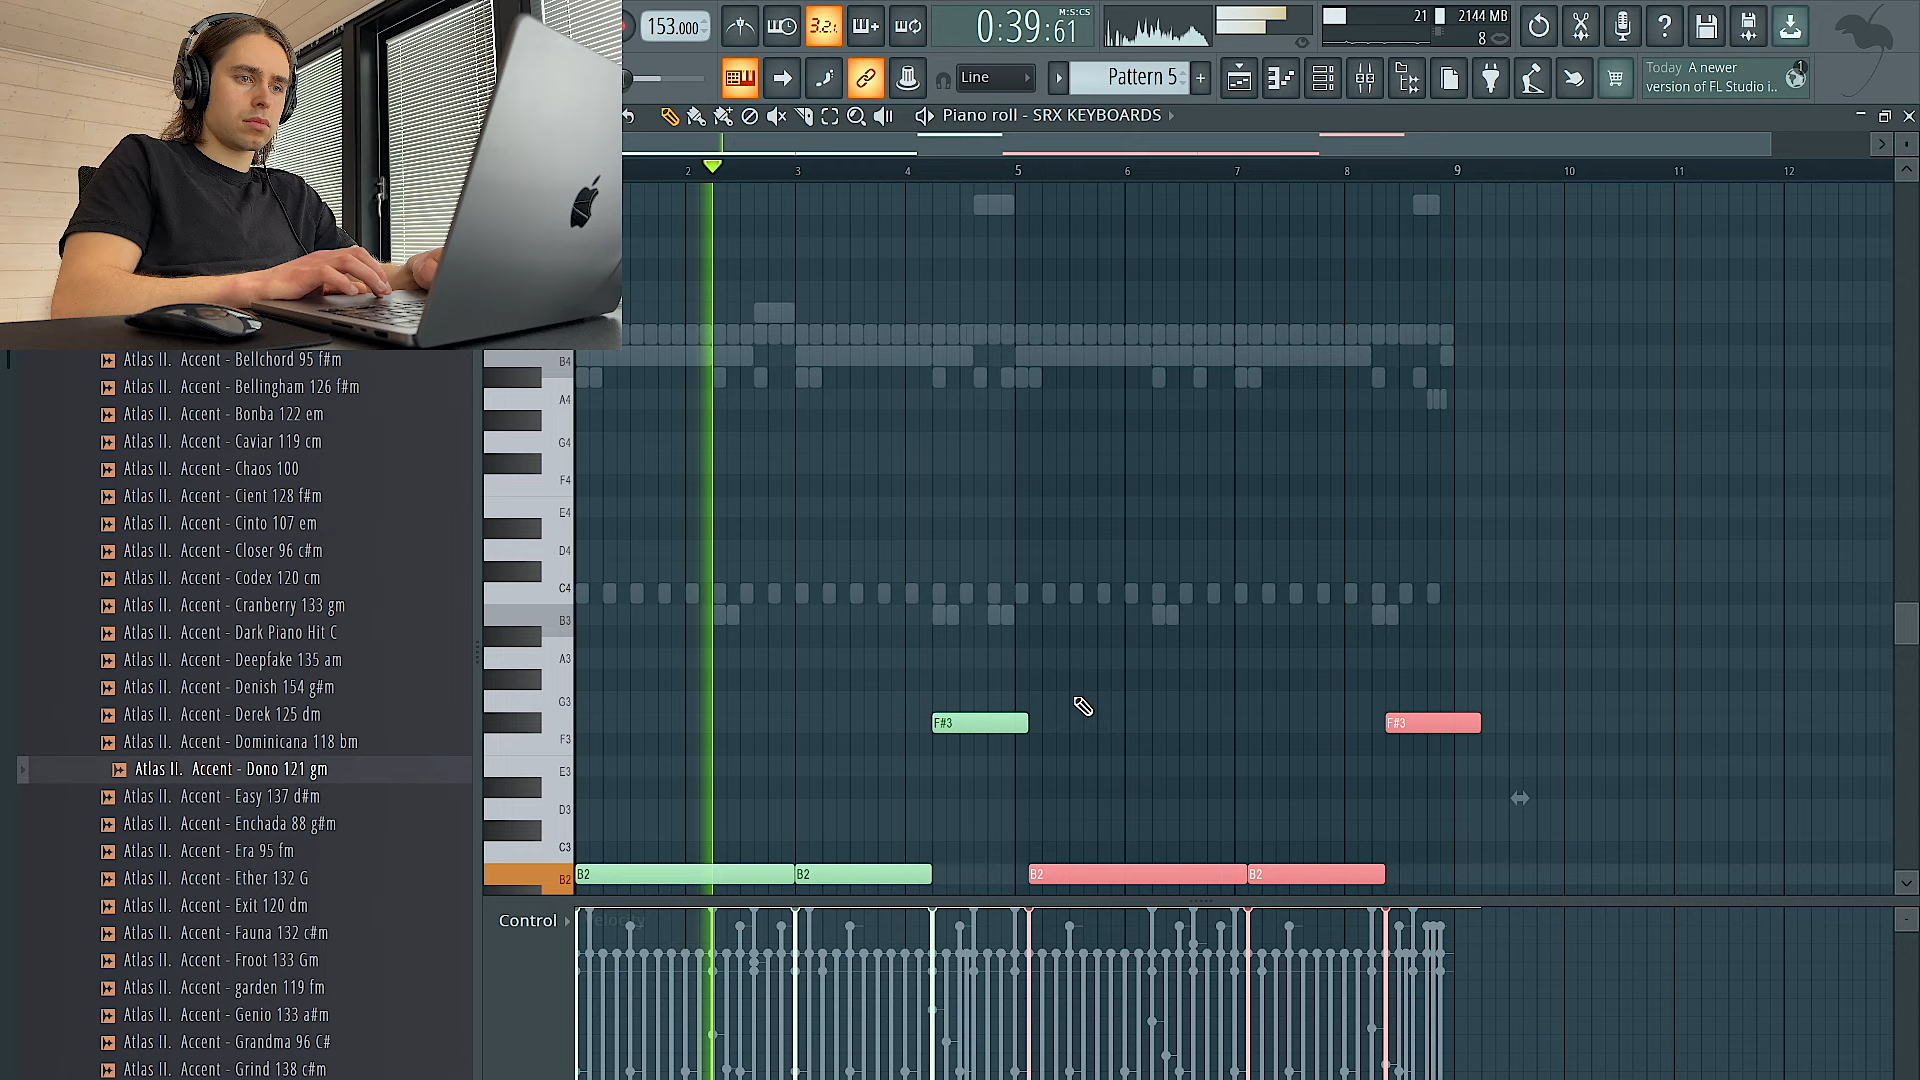 153.000
3.2.
0:39:61
M:S:CS
21
2144 MB
8
Line
Pattern 5
Today A newer
version of FL Studio i..
1
Piano roll - SRX KEYBOARDS
2 3 4 5 6 7 8 9 10 11 12
Atlas II. Accent - Bellchord 95 f#m
Atlas II. Accent - Bellingham 126 f#m
Atlas II. Accent - Bonba 122 em
Atlas II. Accent - Caviar 119 cm
Atlas II. Accent - Chaos 100
Atlas II. Accent - Cient 128 f#m
Atlas II. Accent - Cinto 107 em
Atlas II. Accent - Closer 96 c#m
Atlas II. Accent - Codex 120 cm
Atlas II. Accent - Cranberry 133 gm
Atlas II. Accent - Dark Piano Hit C
Atlas II. Accent - Deepfake 135 am
Atlas II. Accent - Denish 154 g#m
Atlas II. Accent - Derek 125 dm
Atlas II. Accent - Dominicana 118 bm
Atlas II. Accent - Dono 121 gm
Atlas II. Accent - Easy 137 d#m
Atlas II. Accent - Enchada 88 g#m
Atlas II. Accent - Era 95 fm
Atlas II. Accent - Ether 132 G
Atlas II. Accent - Exit 120 dm
Atlas II. Accent - Fauna 132 c#m
Atlas II. Accent - Froot 133 Gm
Atlas II. Accent - garden 119 fm
Atlas II. Accent - Genio 133 a#m
Atlas II. Accent - Grandma 96 C#
Atlas II. Accent - Grind 138 c#m
B4
A4
G4
F4
E4
D4
C4
B3
A3
G3
F3
E3
D3
C3
B2
F#3
F#3
B2
B2
B2
B2
Control
Velocity